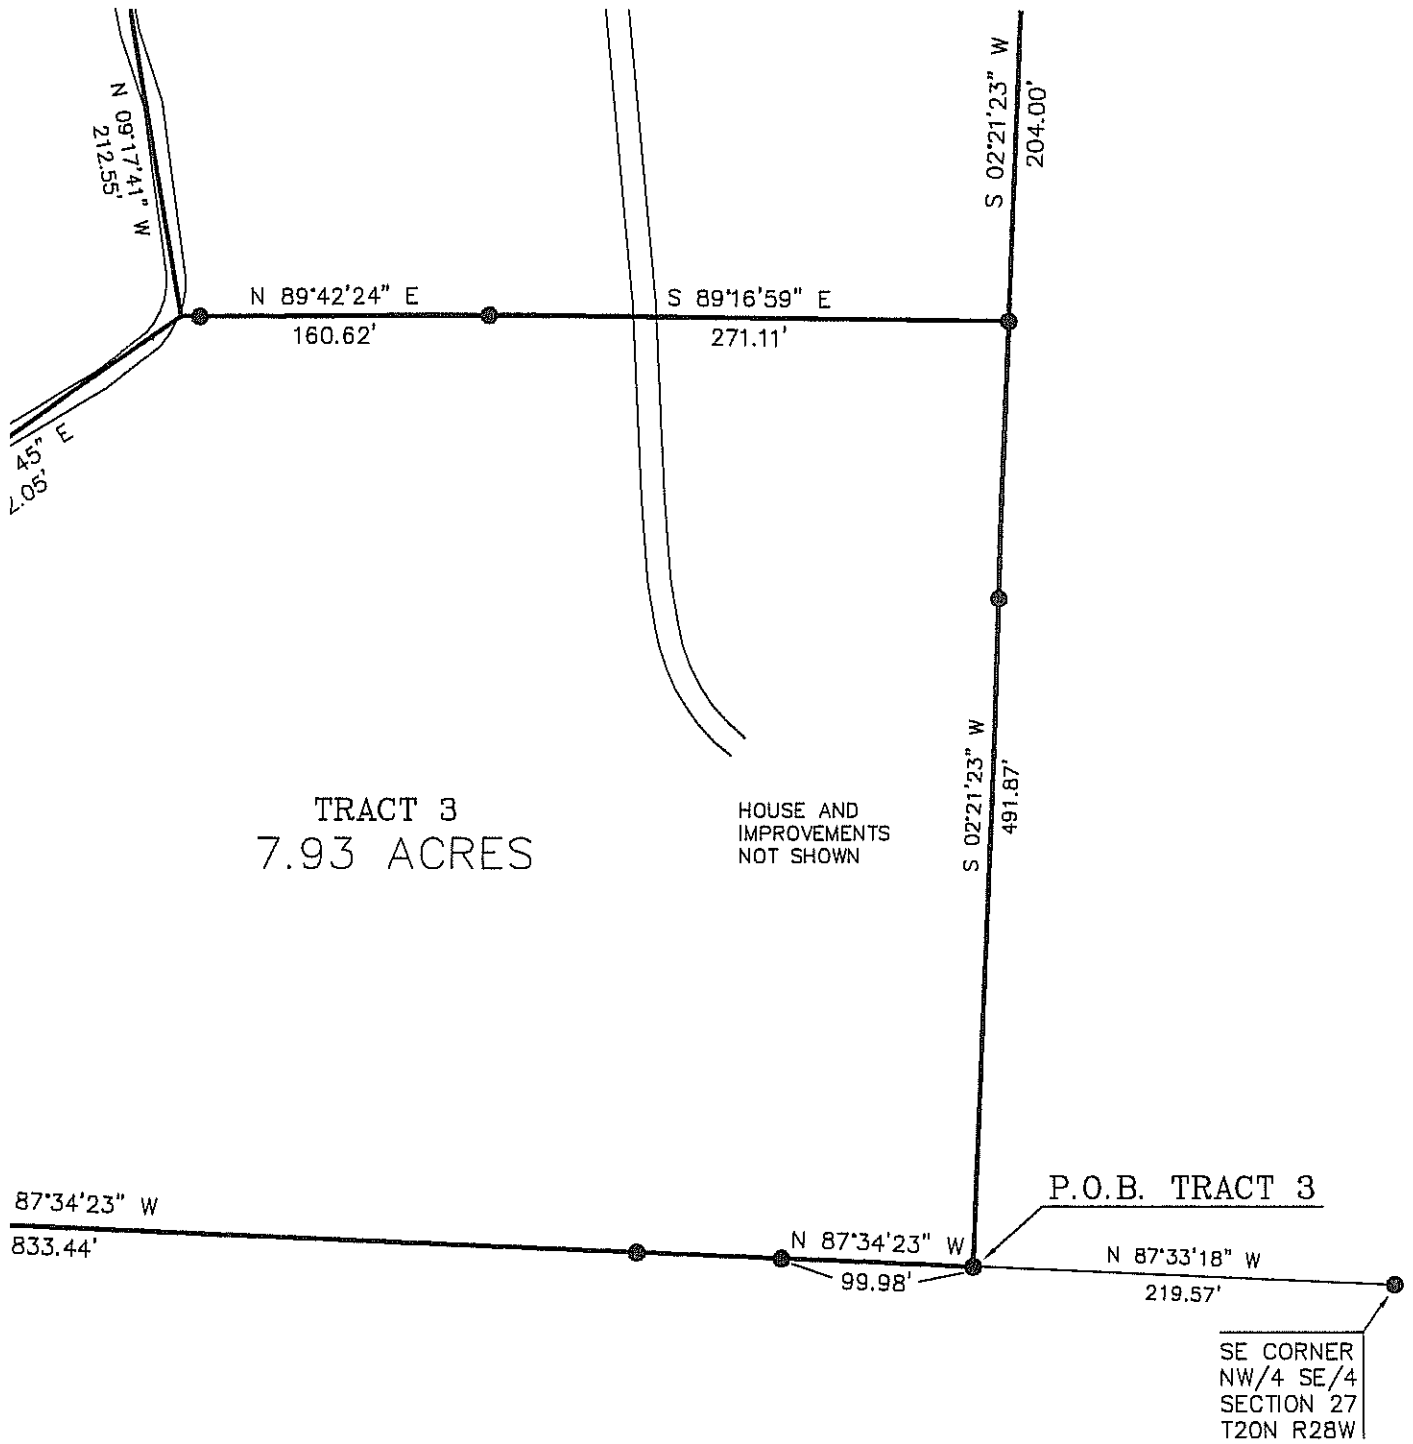 N 09°17'41" W
212.55'
S 02°21'23" W
204.00'
N 89°42'24" E
160.62'
S 89°16'59" E
271.11'
45" E
2.05'
S 02°21'23" W
491.87'
TRACT 3
7.93 ACRES
HOUSE AND
IMPROVEMENTS
NOT SHOWN
87°34'23" W
833.44'
N 87°34'23" W
99.98'
P.O.B. TRACT 3
N 87°33'18" W
219.57'
SE CORNER
NW/4 SE/4
SECTION 27
T20N R28W